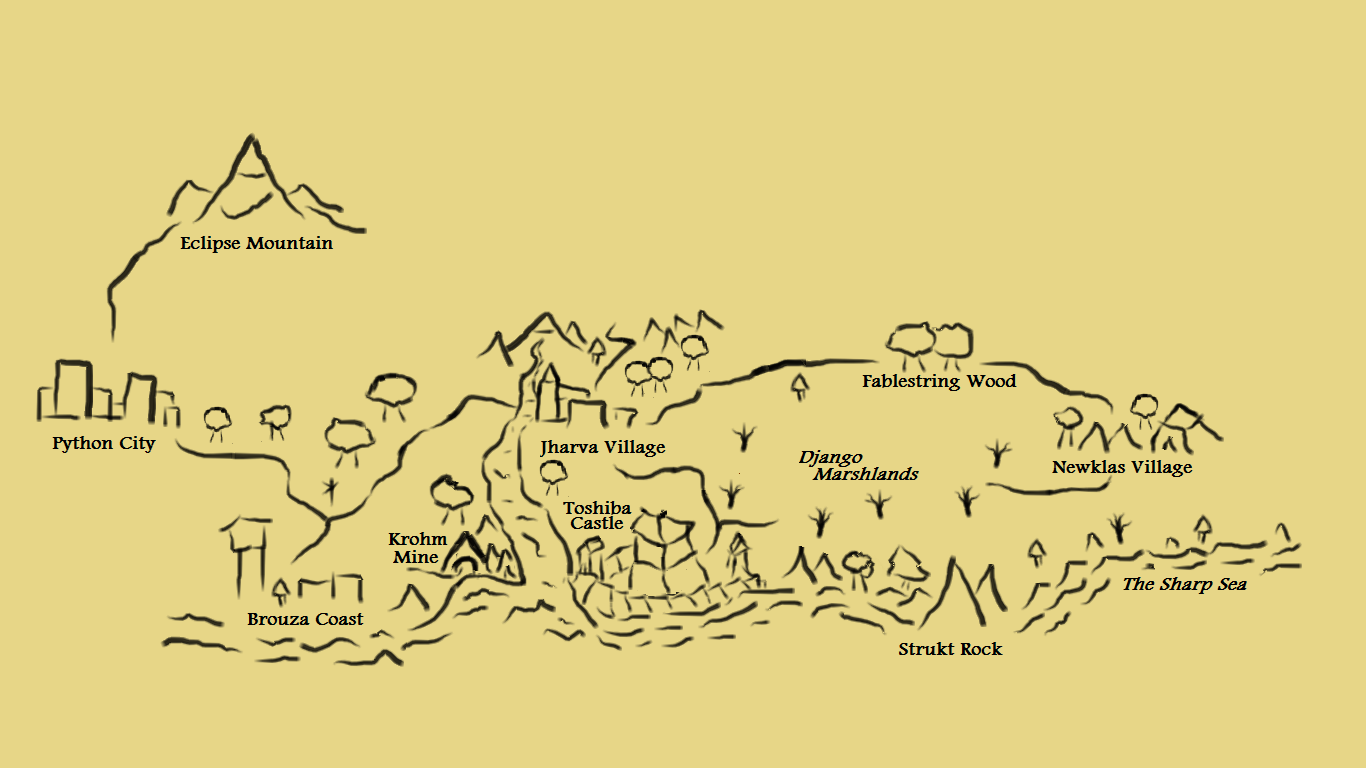 Eclipse Mountain
Fablestring Wood
Python City
Jharva Village
Django
Marshlands
Newklas Village
Toshiba
Castle
Krohm
Mine
The Sharp Sea
Brouza Coast
Strukt Rock